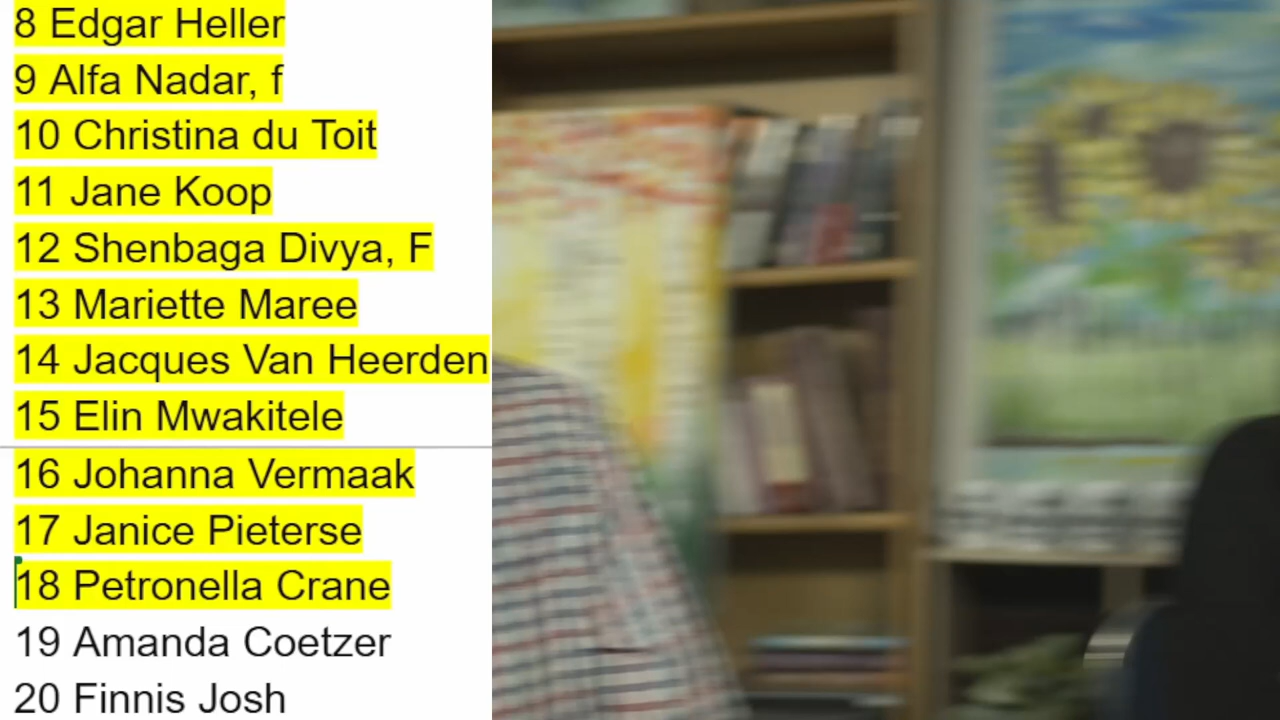 8 Edgar Heller
9 Alfa Nadar, f
10 Christina du Toit
11 Jane Koop
12 Shenbaga Divya, F
13 Mariette Maree
14 Jacques Van Heerden
15 Elin Mwakitele
16 Johanna Vermaak
17 Janice Pieterse
18 Petronella Crane
19 Amanda Coetzer
20 Finnis Josh